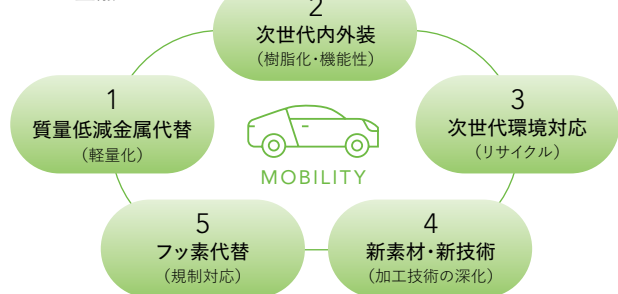 2
次世代内外装
（樹脂化・機能性）
1
質量低減金属代替
（軽量化）
3
次世代環境対応
（リサイクル）
MOBILITY
5
フッ素代替
（規制対応）
4
新素材・新技術
（加工技術の深化）